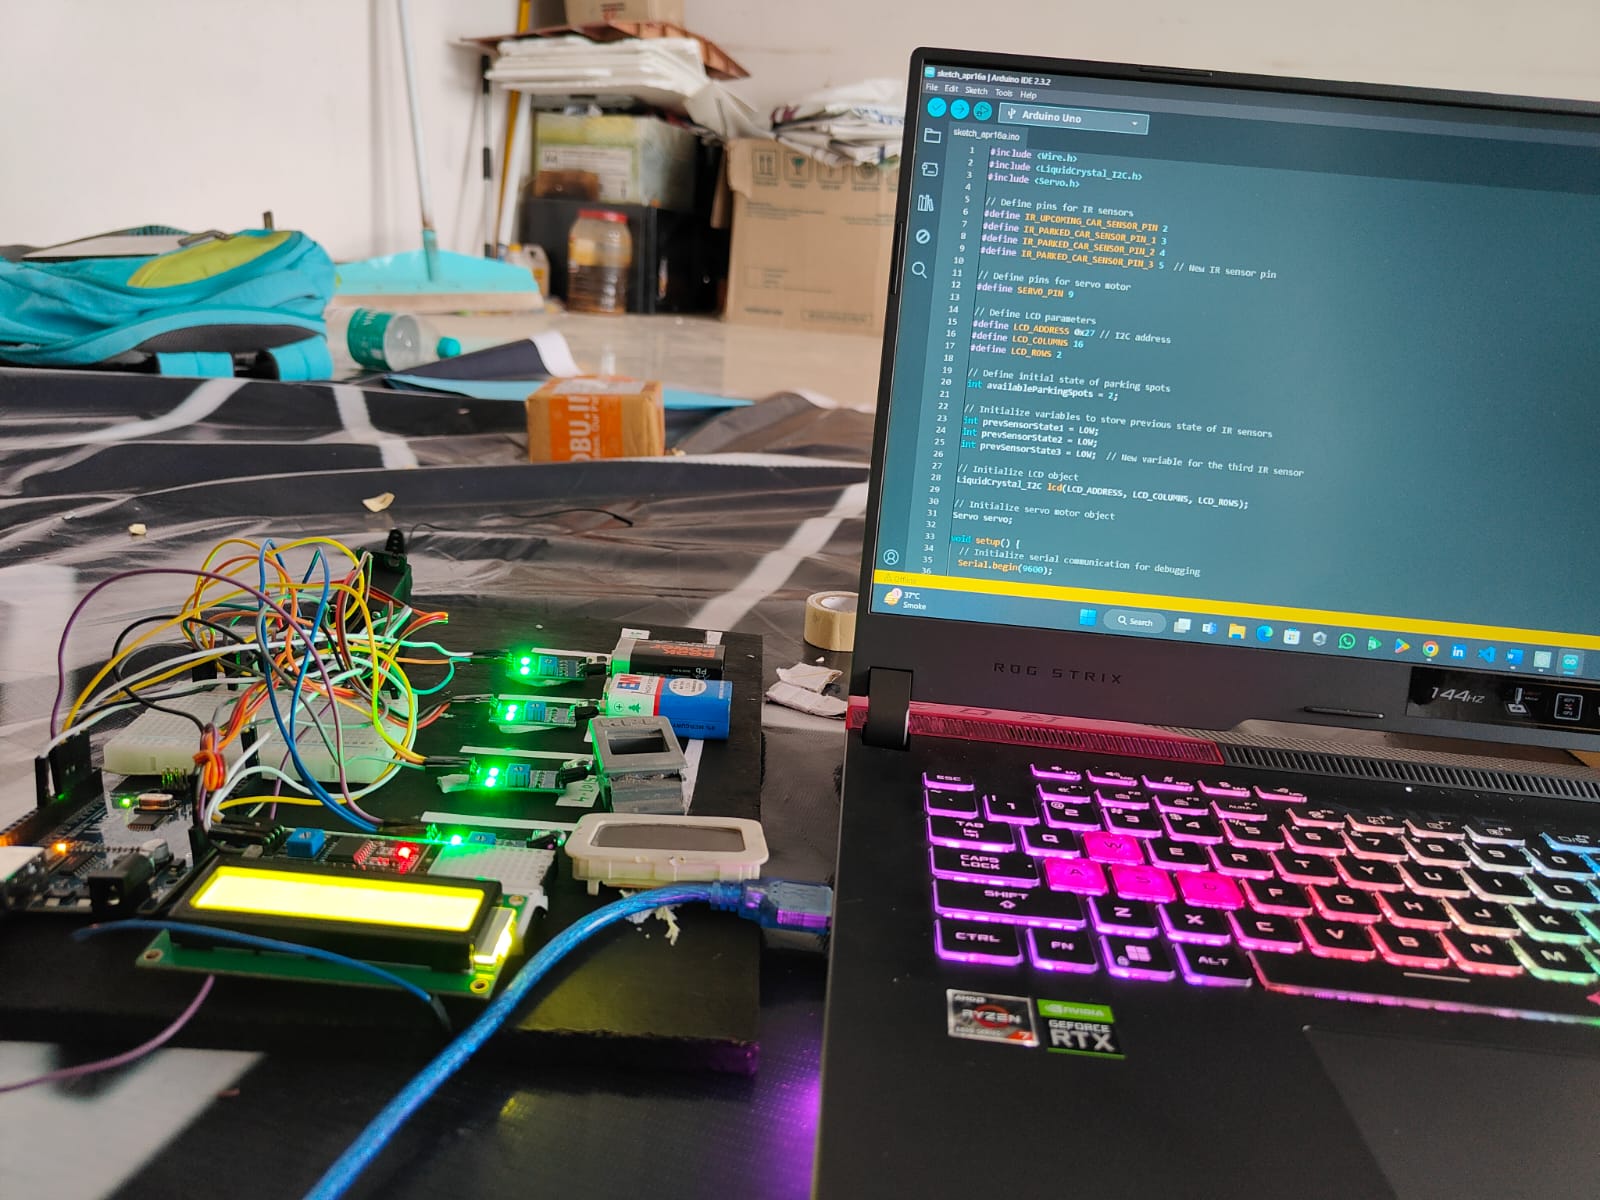 sketch_apr16a | Arduino IDE 2.3.2
File Edit Sketch Tools Help
Arduino Uno
sketch_apr16a.ino
1 #include <Wire.h>
2 #include <LiquidCrystal_I2C.h>
3 #include <Servo.h>
4
5 // Define pins for IR sensors
6 #define IR_UPCOMING_CAR_SENSOR_PIN 2
7 #define IR_PARKED_CAR_SENSOR_PIN_1 3
8 #define IR_PARKED_CAR_SENSOR_PIN_2 4
9 #define IR_PARKED_CAR_SENSOR_PIN_3 5 // New IR sensor pin
10
11 // Define pins for servo motor
12 #define SERVO_PIN 9
13
14 // Define LCD parameters
15 #define LCD_ADDRESS 0x27 // I2C address
16 #define LCD_COLUMNS 16
17 #define LCD_ROWS 2
18
19 // Define initial state of parking spots
20 int availableParkingSpots = 2;
21
22 // Initialize variables to store previous state of IR sensors
23 int prevSensorState1 = LOW;
24 int prevSensorState2 = LOW;
25 int prevSensorState3 = LOW; // New variable for the third IR sensor
26
27 // Initialize LCD object
28 LiquidCrystal_I2C lcd(LCD_ADDRESS, LCD_COLUMNS, LCD_ROWS);
29
30 // Initialize servo motor object
31 Servo servo;
32
33 void setup() {
34 // Initialize serial communication for debugging
35 Serial.begin(9600);
36
Offline
37°C
Smoke
Search
ROG STRIX
144HZ
ESC
TAB Q W E R T Y U I O
CAPS LOCK A S D F G H J K
SHIFT Z X C V B N M
CTRL FN ALT
AMD
RYZEN
7
NVIDIA
GEFORCE
RTX